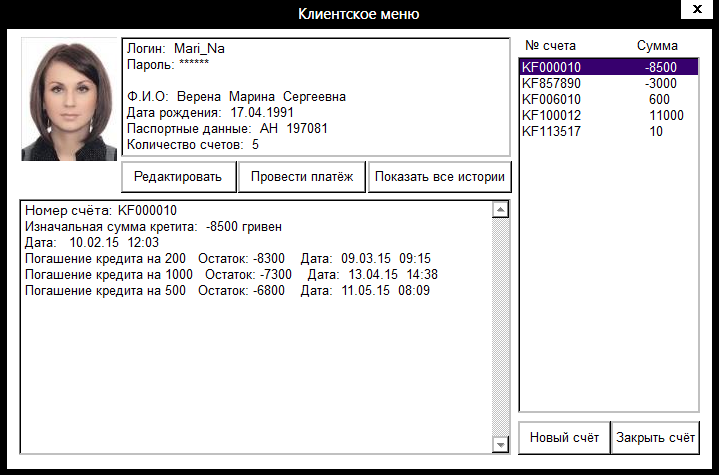 Клиентское меню
x
Логин: Mari_Na
Пароль: ******
Ф.И.О: Верена Марина Сергеевна
Дата рождения: 17.04.1991
Паспортные данные: АН 197081
Количество счетов: 5
Редактировать Провести платёж Показать все истории
Номер счёта: KF000010
Изначальная сумма кретита: -8500 гривен
Дата: 10.02.15 12:03
Погашение кредита на 200 Остаток: -8300 Дата: 09.03.15 09:15
Погашение кредита на 1000 Остаток: -7300 Дата: 13.04.15 14:38
Погашение кредита на 500 Остаток: -6800 Дата: 11.05.15 08:09
№ счета Сумма
KF000010 -8500
KF857890 -3000
KF006010 600
KF100012 11000
KF113517 10
Новый счёт Закрыть счёт